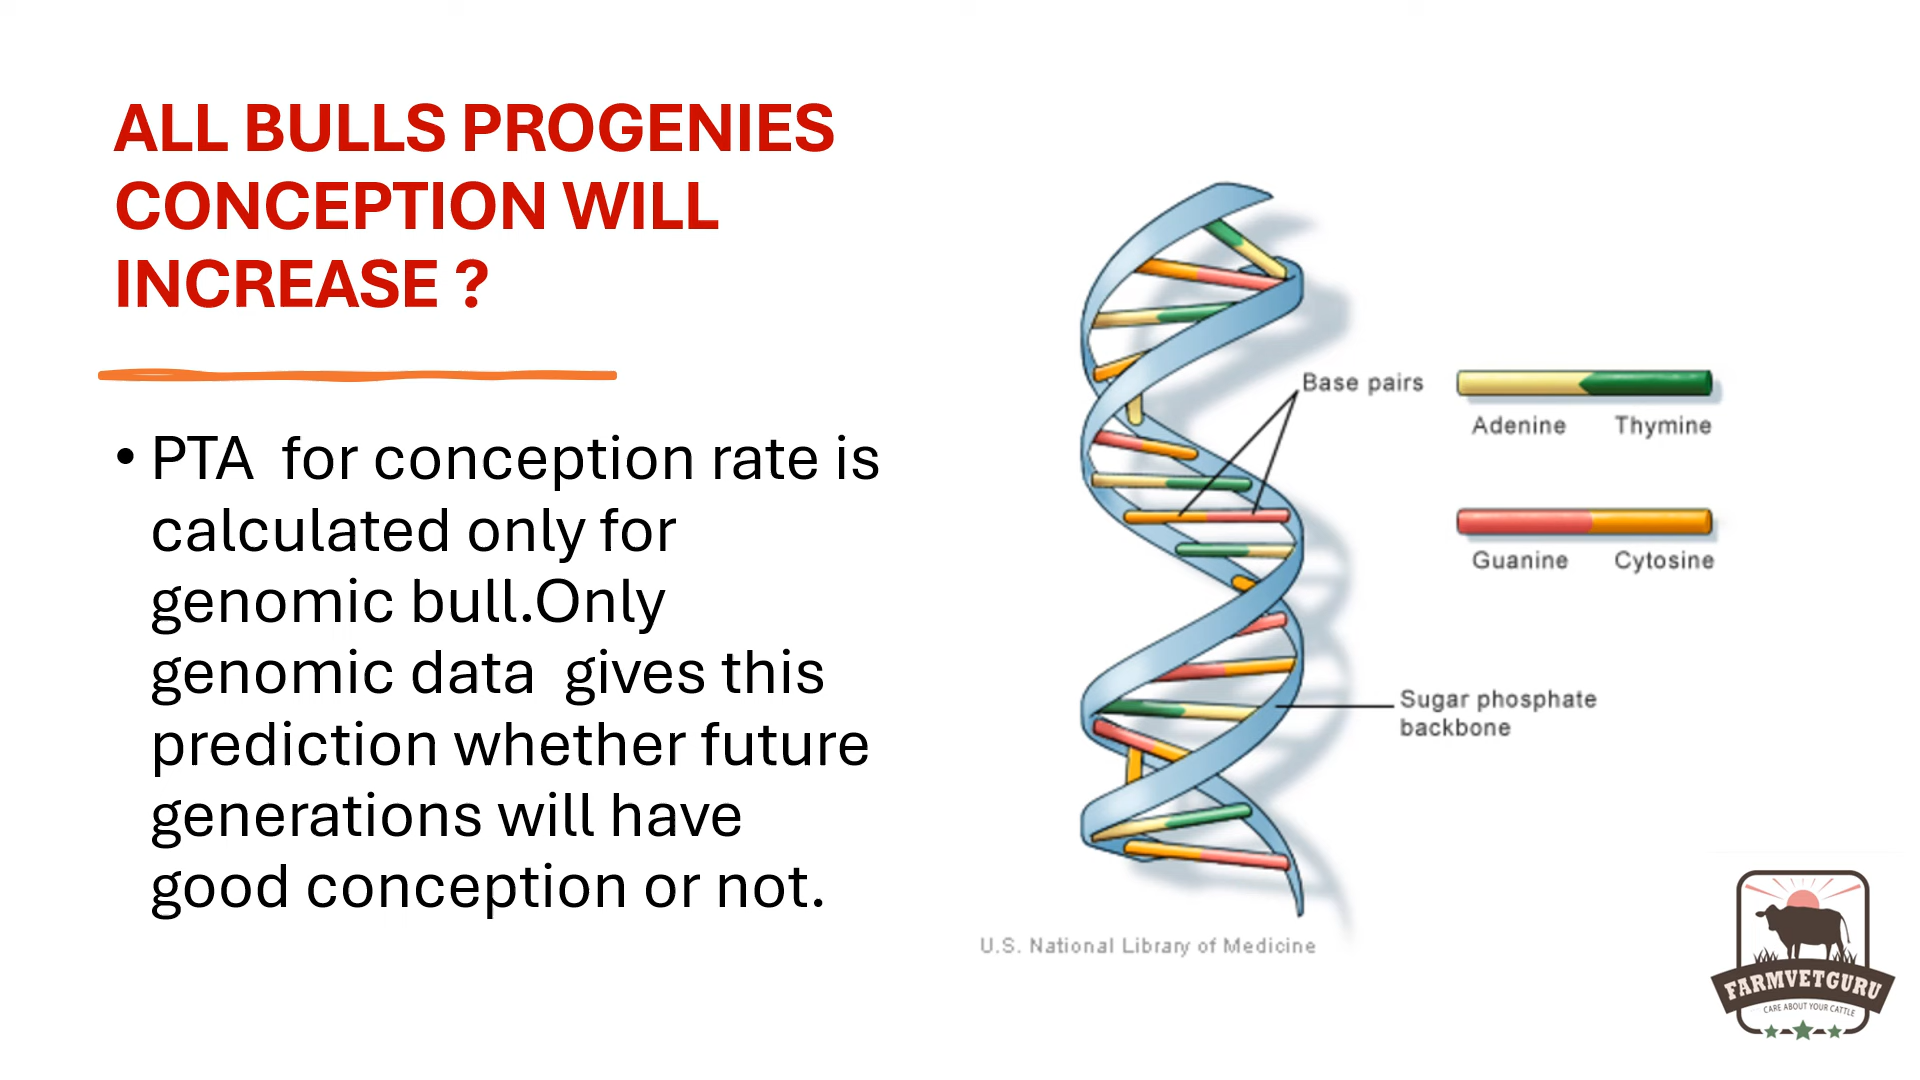 ALL BULLS PROGENIES
CONCEPTION WILL
INCREASE ?
• PTA  for conception rate is
calculated only for
genomic bull.Only
genomic data  gives this
prediction whether future
generations will have
good conception or not.
Base pairs
Adenine Thymine
Guanine Cytosine
Sugar phosphate
backbone
U.S. National Library of Medicine
FARMVETGURU
CARE ABOUT YOUR CATTLE